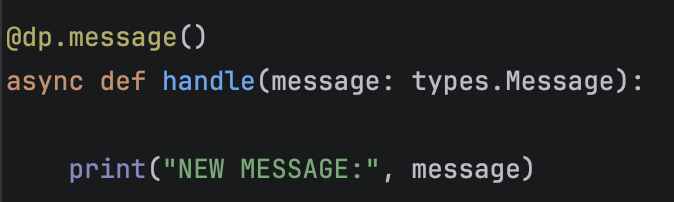 @dp.message()
async def handle(message: types.Message):
print("NEW MESSAGE:", message)